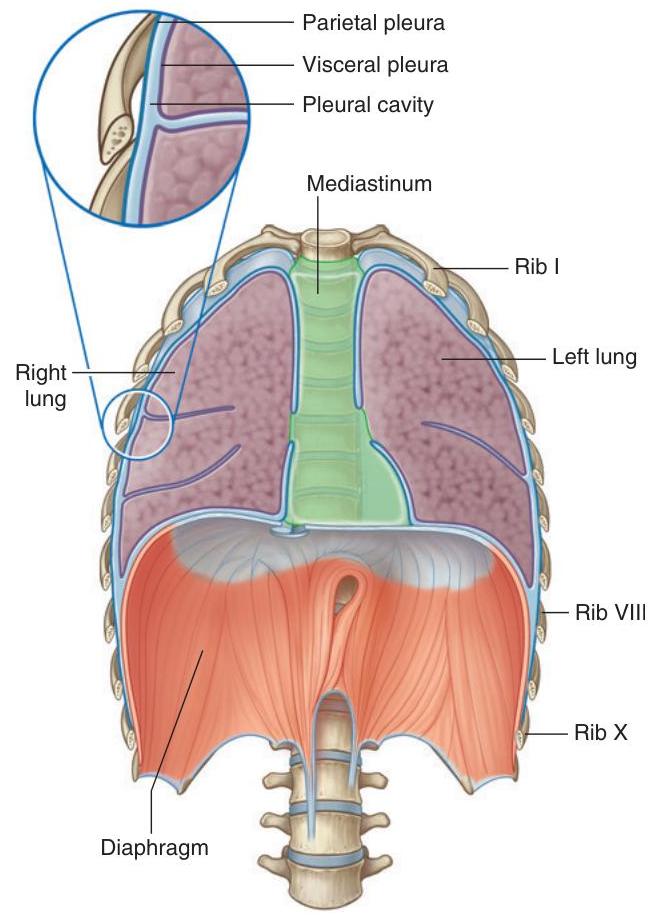 Parietal pleura
Visceral pleura
Pleural cavity
Mediastinum
Rib I
Left lung
Right
lung
Rib VIII
Rib X
Diaphragm